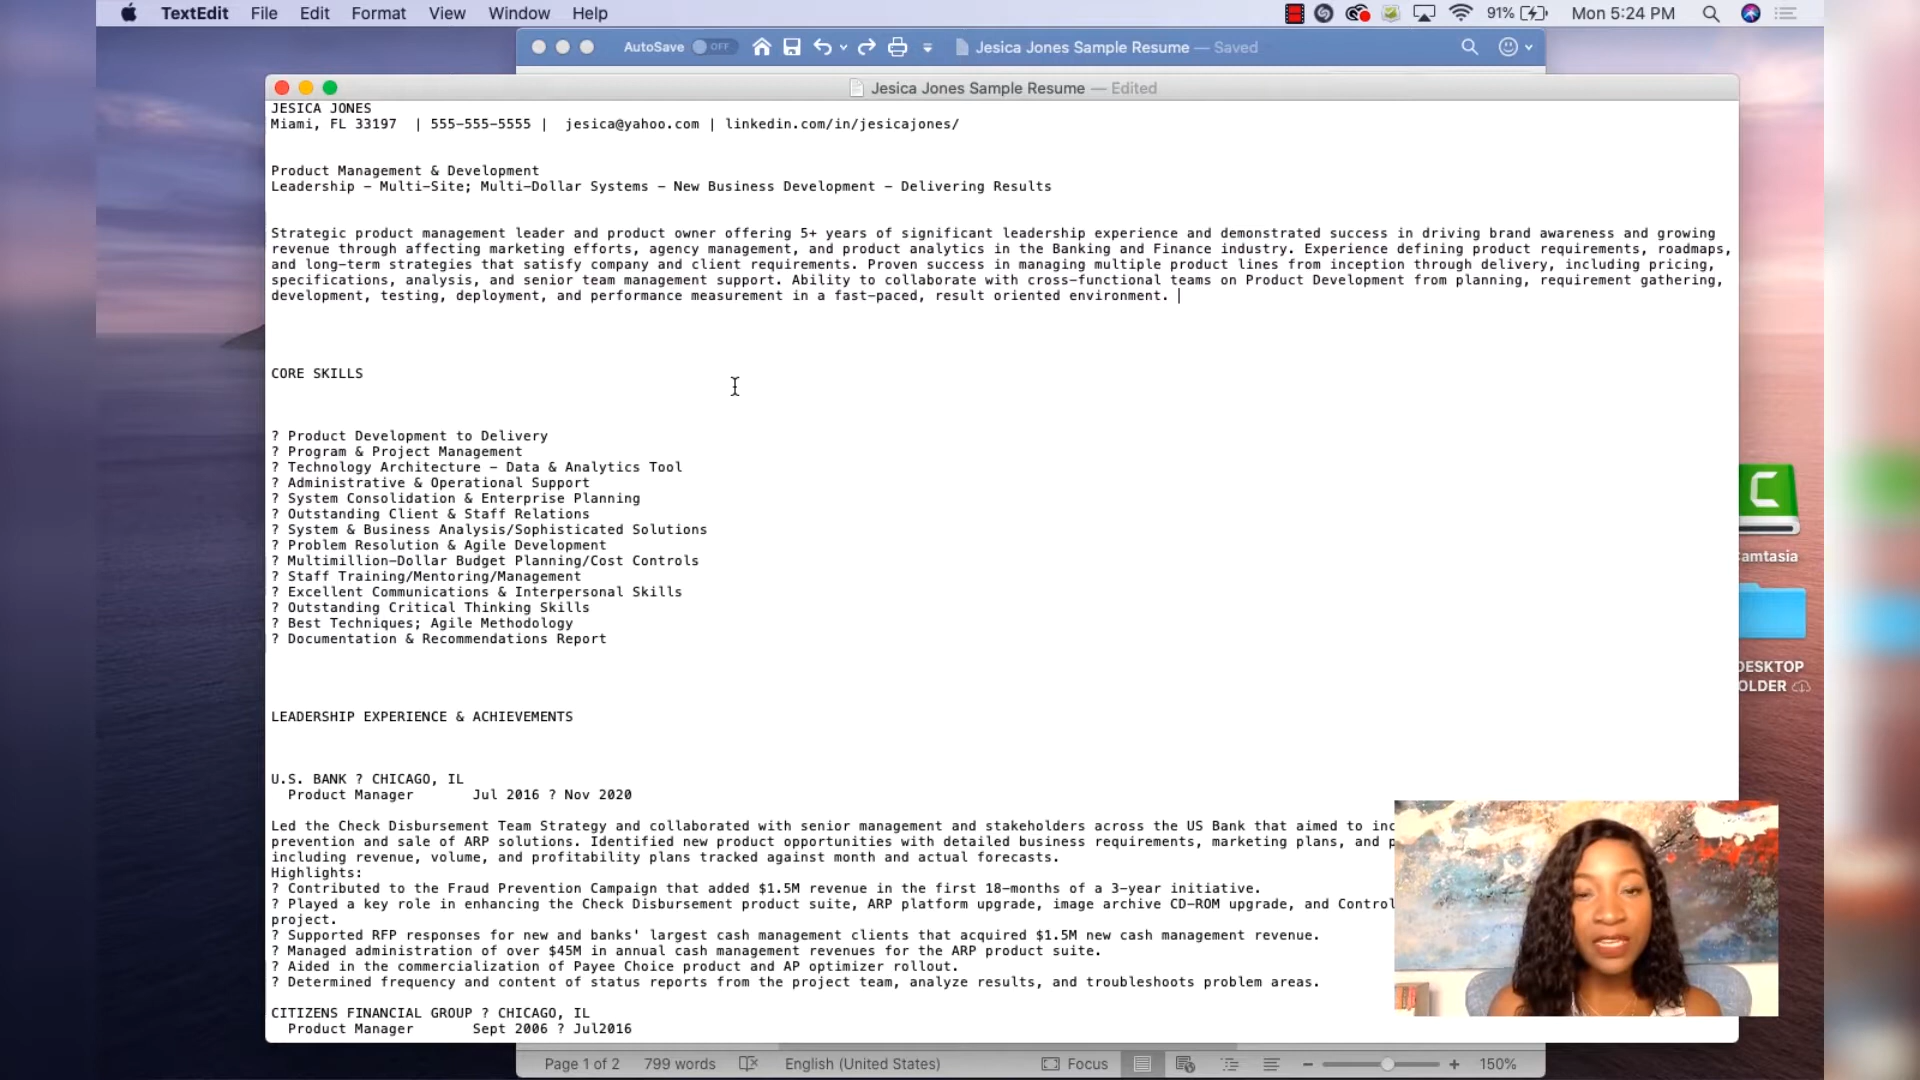 TextEdit File Edit Format View Window Help 91% Mon 5:24 PM
AutoSave OFF Jesica Jones Sample Resume — Saved
Jesica Jones Sample Resume — Edited
JESICA JONES
Miami, FL 33197 | 555-555-5555 | jesica@yahoo.com | linkedin.com/in/jesicajones/
Product Management & Development
Leadership – Multi-Site; Multi-Dollar Systems – New Business Development – Delivering Results
Strategic product management leader and product owner offering 5+ years of significant leadership experience and demonstrated success in driving brand awareness and growing
revenue through affecting marketing efforts, agency management, and product analytics in the Banking and Finance industry. Experience defining product requirements, roadmaps,
and long-term strategies that satisfy company and client requirements. Proven success in managing multiple product lines from inception through delivery, including pricing,
specifications, analysis, and senior team management support. Ability to collaborate with cross-functional teams on Product Development from planning, requirement gathering,
development, testing, deployment, and performance measurement in a fast-paced, result oriented environment.
CORE SKILLS
? Product Development to Delivery
? Program & Project Management
? Technology Architecture – Data & Analytics Tool
? Administrative & Operational Support
? System Consolidation & Enterprise Planning
? Outstanding Client & Staff Relations
? System & Business Analysis/Sophisticated Solutions
? Problem Resolution & Agile Development
? Multimillion-Dollar Budget Planning/Cost Controls
? Staff Training/Mentoring/Management
? Excellent Communications & Interpersonal Skills
? Outstanding Critical Thinking Skills
? Best Techniques; Agile Methodology
? Documentation & Recommendations Report
LEADERSHIP EXPERIENCE & ACHIEVEMENTS
U.S. BANK ? CHICAGO, IL
Product Manager Jul 2016 ? Nov 2020
Led the Check Disbursement Team Strategy and collaborated with senior management and stakeholders across the US Bank that aimed to
prevention and sale of ARP solutions. Identified new product opportunities with detailed business requirements, marketing plans, and
including revenue, volume, and profitability plans tracked against month and actual forecasts.
Highlights:
? Contributed to the Fraud Prevention Campaign that added $1.5M revenue in the first 18-months of a 3-year initiative.
? Played a key role in enhancing the Check Disbursement product suite, ARP platform upgrade, image archive CD-ROM upgrade, and Control
project.
? Supported RFP responses for new and banks' largest cash management clients that acquired $1.5M new cash management revenue.
? Managed administration of over $45M in annual cash management revenues for the ARP product suite.
? Aided in the commercialization of Payee Choice product and AP optimizer rollout.
? Determined frequency and content of status reports from the project team, analyze results, and troubleshoots problem areas.
CITIZENS FINANCIAL GROUP ? CHICAGO, IL
Product Manager Sept 2006 ? Jul2016
amtasia
DESKTOP
OLDER
Page 1 of 2 799 words English (United States) Focus 150%